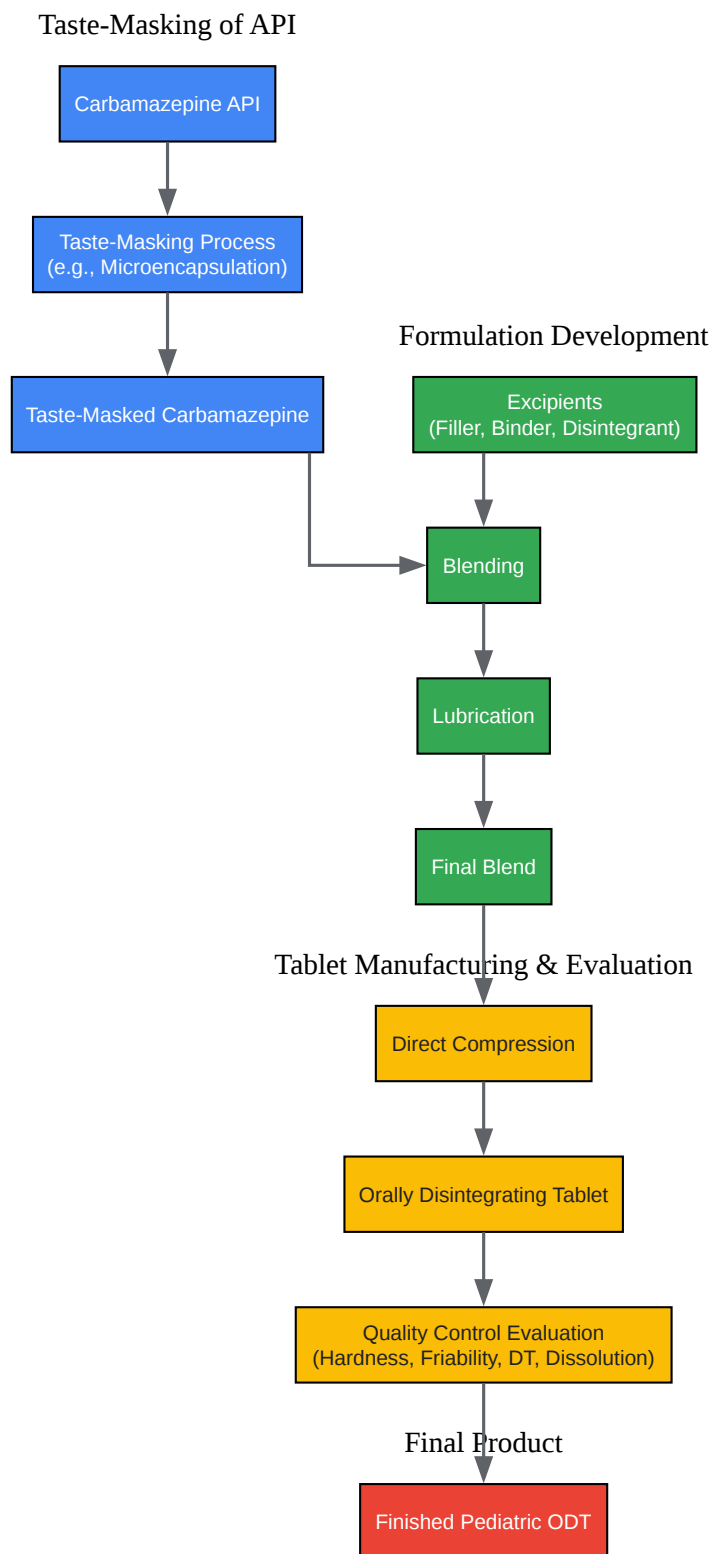 Taste-Masking of API
Carbamazepine API
Taste-Masking Process
(e.g., Microencapsulation)
Taste-Masked Carbamazepine
Formulation Development
Excipients
(Filler, Binder, Disintegrant)
Blending
Lubrication
Final Blend
Tablet Manufacturing & Evaluation
Direct Compression
Orally Disintegrating Tablet
Quality Control Evaluation
(Hardness, Friability, DT, Dissolution)
Final Product
Finished Pediatric ODT